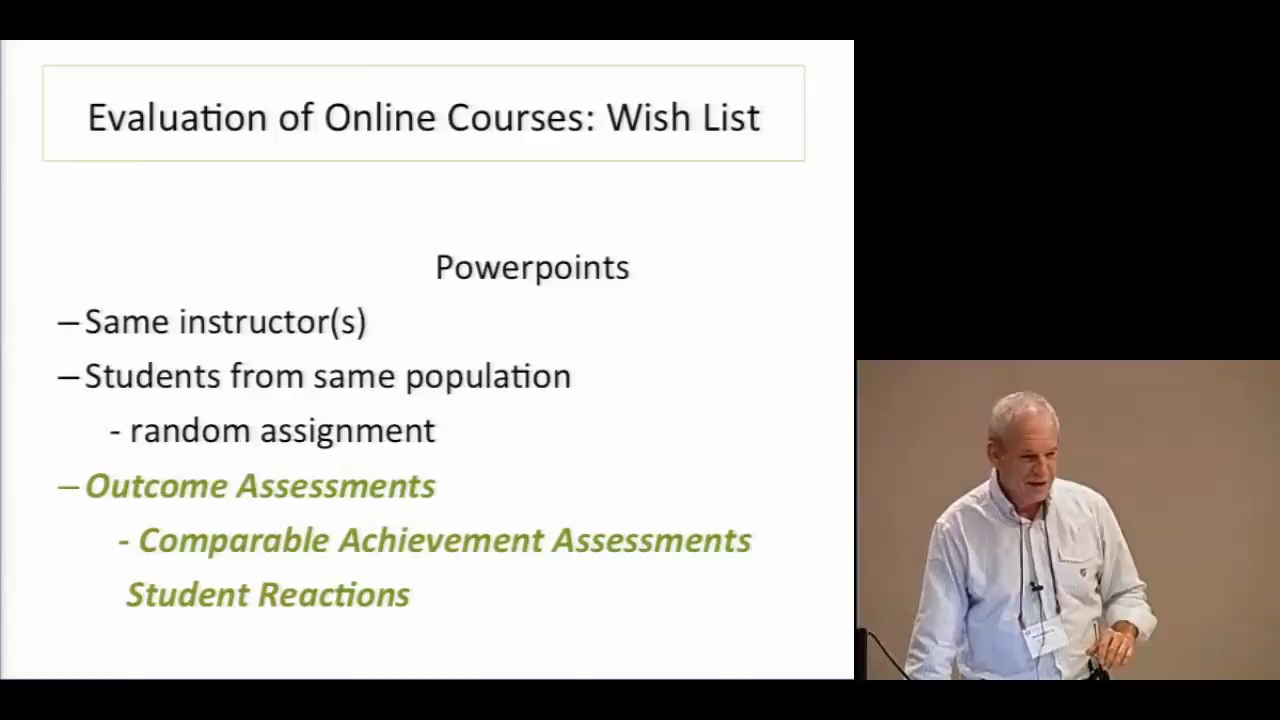 Evaluation of Online Courses: Wish List
Powerpoints
–Same instructor(s)
–Students from same population
- random assignment
–Outcome Assessments
- Comparable Achievement Assessments
Student Reactions